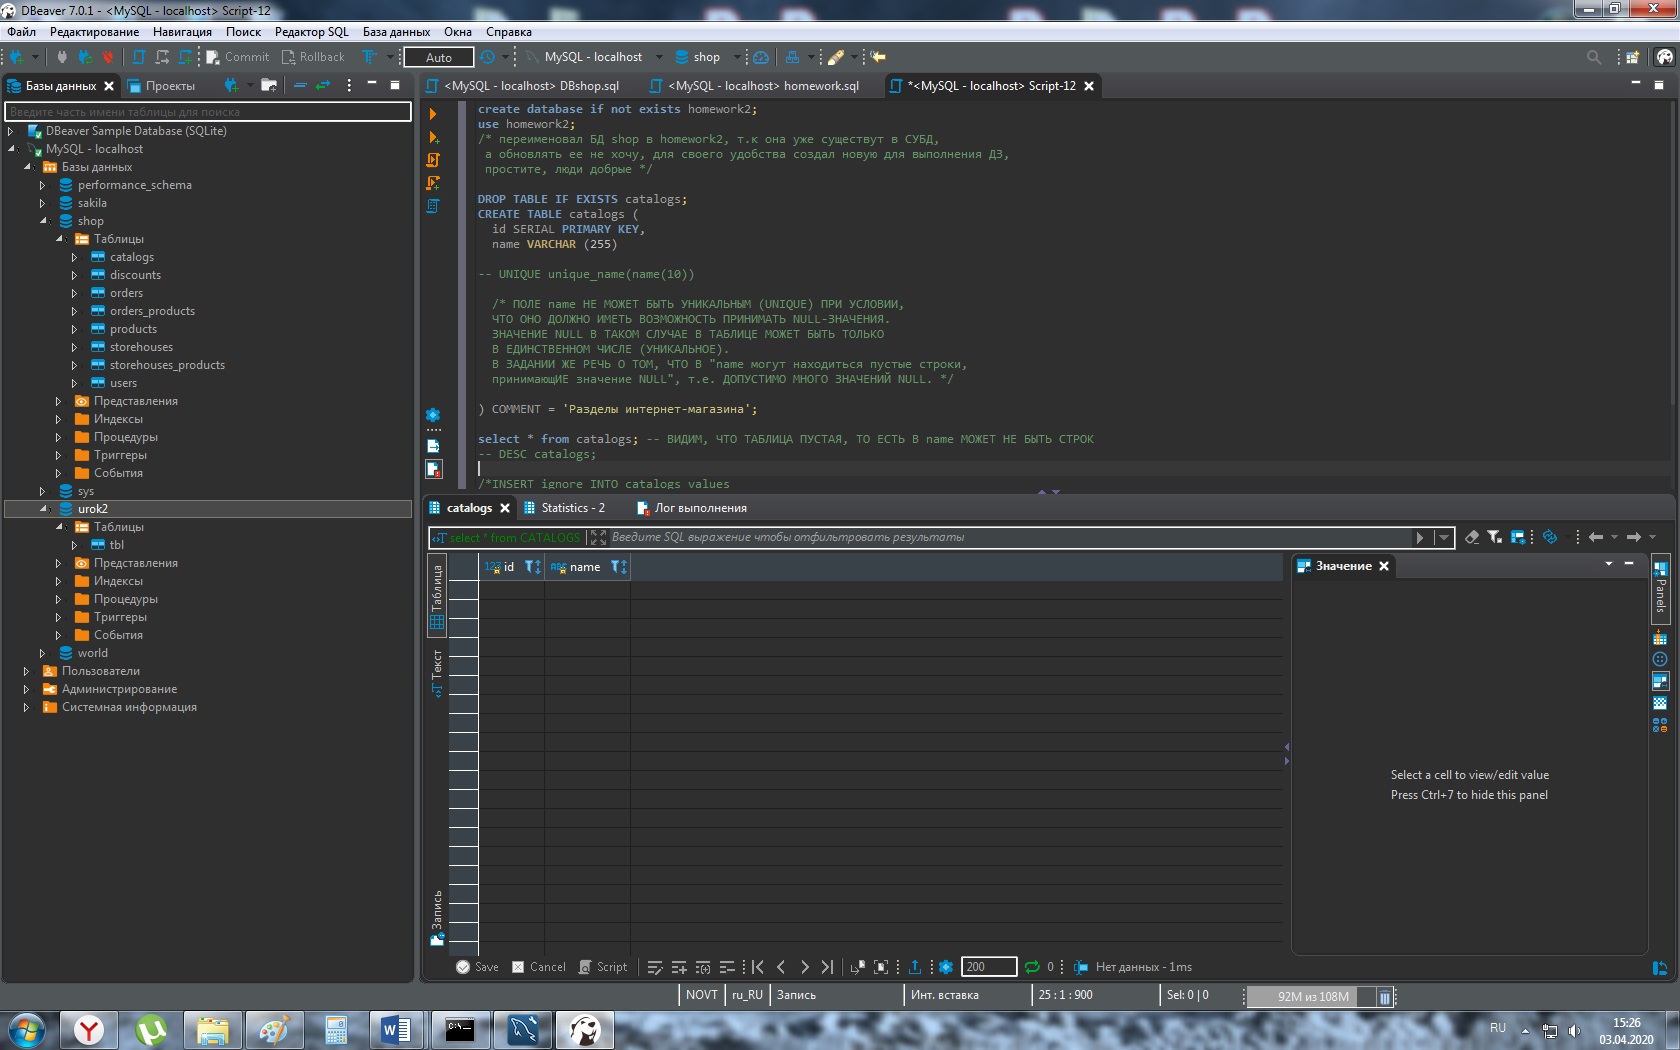 DBeaver 7.0.1 - <MySQL - localhost> Script-12
Файл Редактирование Навигация Поиск Редактор SQL База данных Окна Справка
Commit Rollback Auto MySQL - localhost shop
Базы данных Проекты
Введите часть имени таблицы для поиска
DBeaver Sample Database (SQLite)
MySQL - localhost
Базы данных
performance_schema
sakila
shop
Таблицы
catalogs
discounts
orders
orders_products
products
storehouses
storehouses_products
users
Представления
Индексы
Процедуры
Триггеры
События
sys
urok2
Таблицы
tbl
Представления
Индексы
Процедуры
Триггеры
События
world
Пользователи
Администрирование
Системная информация
<MySQL - localhost> DBshop.sql <MySQL - localhost> homework.sql *<MySQL - localhost> Script-12
create database if not exists homework2;
use homework2;
/* переименовал БД shop в homework2, т.к она уже существут в СУБД,
а обновлять ее не хочу, для своего удобства создал новую для выполнения ДЗ,
простите, люди добрые */
DROP TABLE IF EXISTS catalogs;
CREATE TABLE catalogs (
id SERIAL PRIMARY KEY,
name VARCHAR (255)
-- UNIQUE unique_name(name(10))
/* ПОЛЕ name НЕ МОЖЕТ БЫТЬ УНИКАЛЬНЫМ (UNIQUE) ПРИ УСЛОВИИ,
ЧТО ОНО ДОЛЖНО ИМЕТЬ ВОЗМОЖНОСТЬ ПРИНИМАТЬ NULL-ЗНАЧЕНИЯ.
ЗНАЧЕНИЕ NULL В ТАКОМ СЛУЧАЕ В ТАБЛИЦЕ МОЖЕТ БЫТЬ ТОЛЬКО
В ЕДИНСТВЕННОМ ЧИСЛЕ (УНИКАЛЬНОЕ).
В ЗАДАНИИ ЖЕ РЕЧЬ О ТОМ, ЧТО В "name могут находиться пустые строки,
принимающИЕ значение NULL", т.е. ДОПУСТИМО МНОГО ЗНАЧЕНИЙ NULL. */
) COMMENT = 'Разделы интернет-магазина';
select * from catalogs; -- ВИДИМ, ЧТО ТАБЛИЦА ПУСТАЯ, ТО ЕСТЬ В name МОЖЕТ НЕ БЫТЬ СТРОК
-- DESC catalogs;
/*INSERT ignore INTO catalogs values
catalogs Statistics - 2 Лог выполнения
select * from CATALOGS Введите SQL выражение чтобы отфильтровать результаты
Таблица
Текст
Запись
123 id ABC name
Значение
Select a cell to view/edit value
Press Ctrl+7 to hide this panel
Panels
Save Cancel Script 200 0 Нет данных - 1ms
NOVT ru_RU Запись Инт. вставка 25 : 1 : 900 Sel: 0 | 0 92M из 108M
RU 15:26
03.04.2020